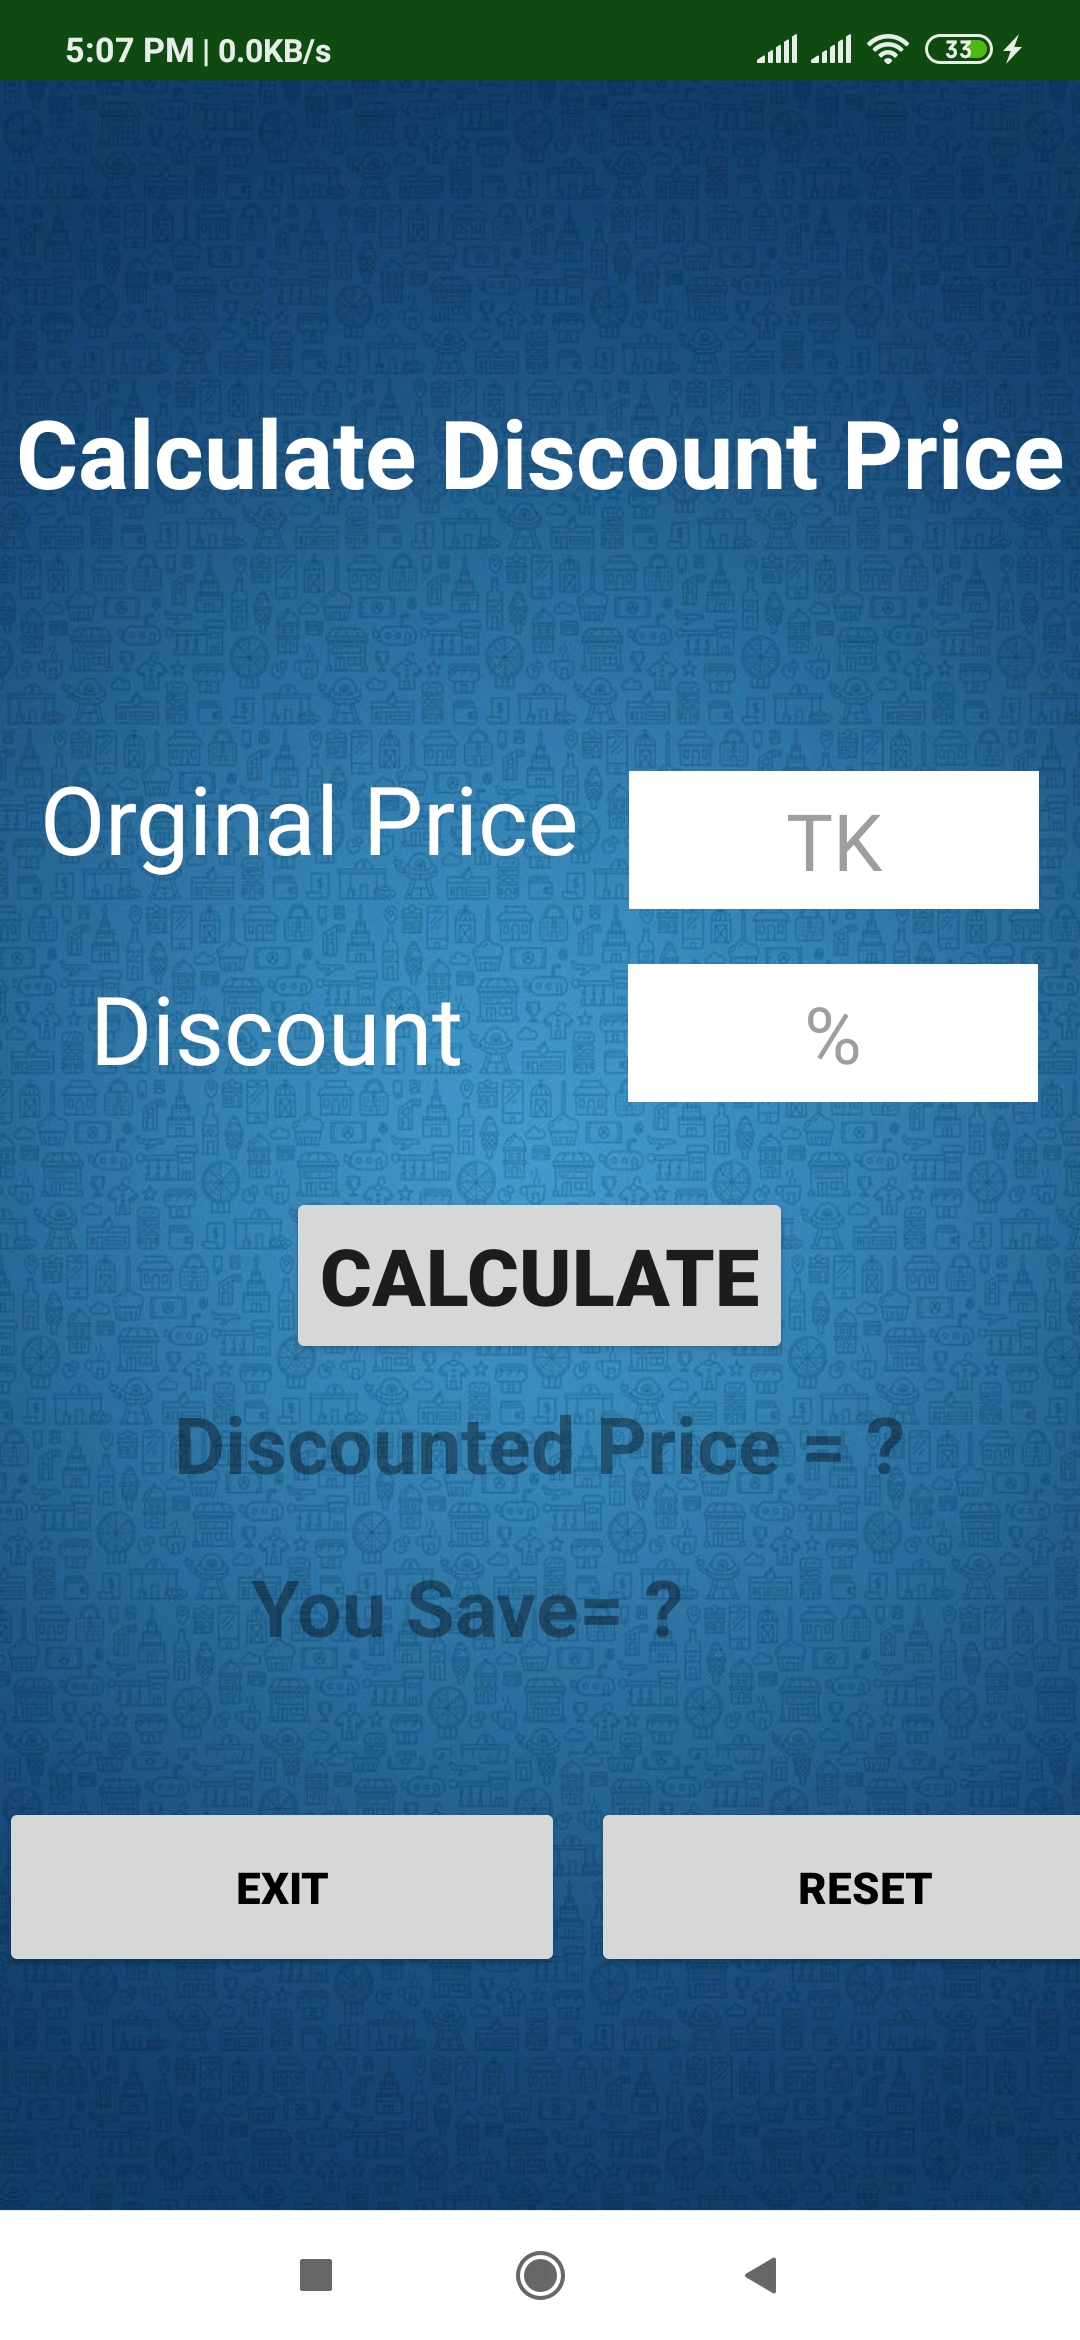 5:07 PM | 0.0KB/s 33
Calculate Discount Price
Orginal Price TK
Discount %
CALCULATE
Discounted Price = ?
You Save= ?
EXIT RESET